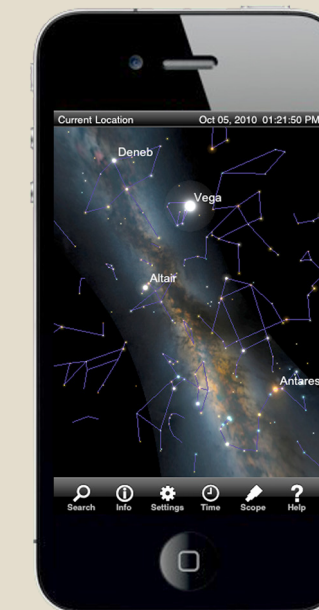 Current Location Oct 05, 2010 01:21:50 PM
Deneb
Vega
Altair
Antares
Search Info Settings Time Scope Help